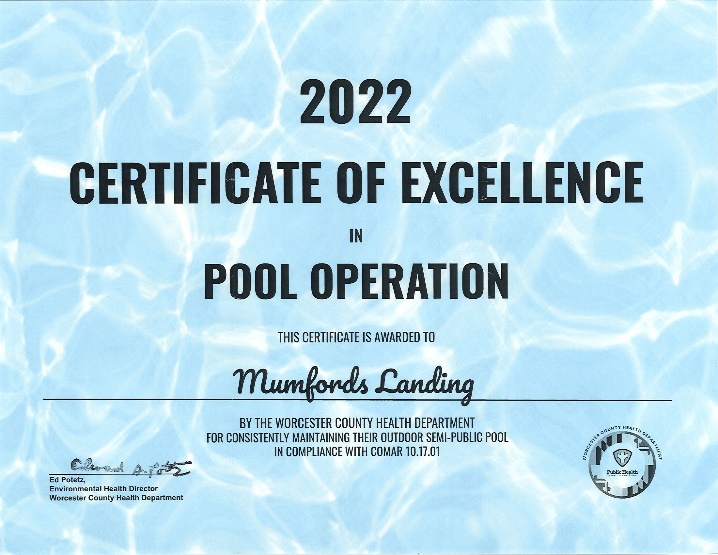 2022
CERTIFICATE OF EXCELLENCE
IN
POOL OPERATION
THIS CERTIFICATE IS AWARDED TO
Mumfords Landing
BY THE WORCESTER COUNTY HEALTH DEPARTMENT
FOR CONSISTENTLY MAINTAINING THEIR OUTDOOR SEMI-PUBLIC POOL
IN COMPLIANCE WITH COMAR 10.17.01
Edward A. Potetz
Ed Potetz,
Environmental Health Director
Worcester County Health Department
WORCESTER COUNTY HEALTH DEPARTMENT
Public Health